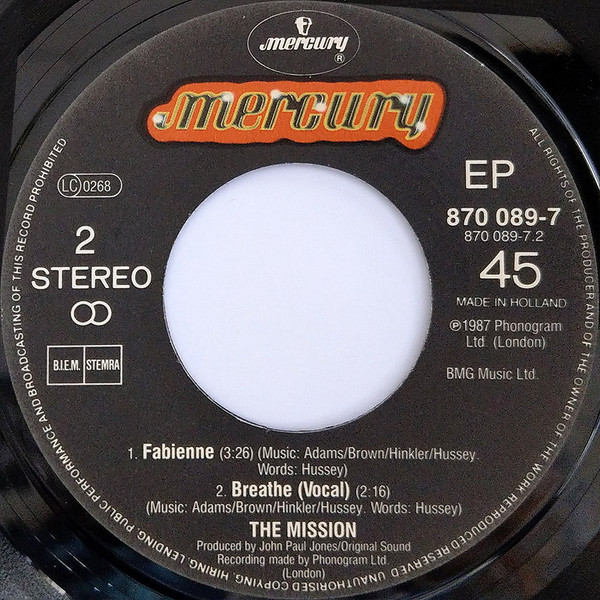 mercury
®
mercury
LC 0268
EP
870 089-7
870 089-7.2
2
STEREO
45
MADE IN HOLLAND
℗1987 Phonogram
Ltd. (London)
B.I.E.M. STEMRA
BMG Music Ltd.
1. Fabienne (3:26) (Music: Adams/Brown/Hinkler/Hussey.
Words: Hussey)
2. Breathe (Vocal) (2:16)
(Music: Adams/Brown/Hinkler/Hussey. Words: Hussey)
THE MISSION
Produced by John Paul Jones/Original Sound
Recording made by Phonogram Ltd.
(London)
ALL RIGHTS OF THE PRODUCER AND OF THE OWNER OF THE WORK REPRODUCED RESERVED. UNAUTHORISED COPYING, HIRING, LENDING, PUBLIC PERFORMANCE AND BROADCASTING OF THIS RECORD PROHIBITED